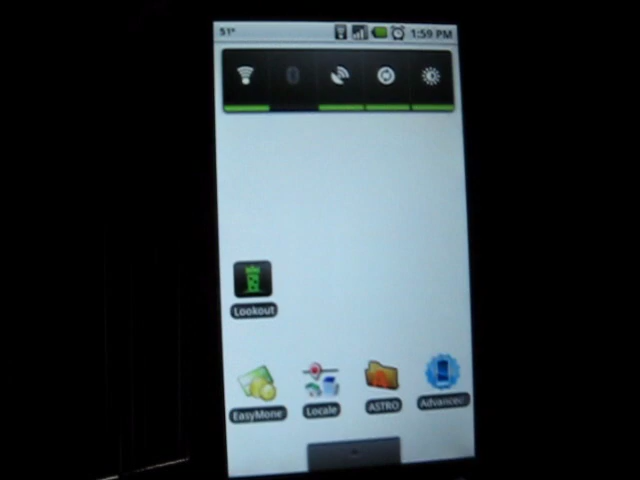 51°
1:59 PM
Lookout
EasyMone
Locale
ASTRO
Advanced